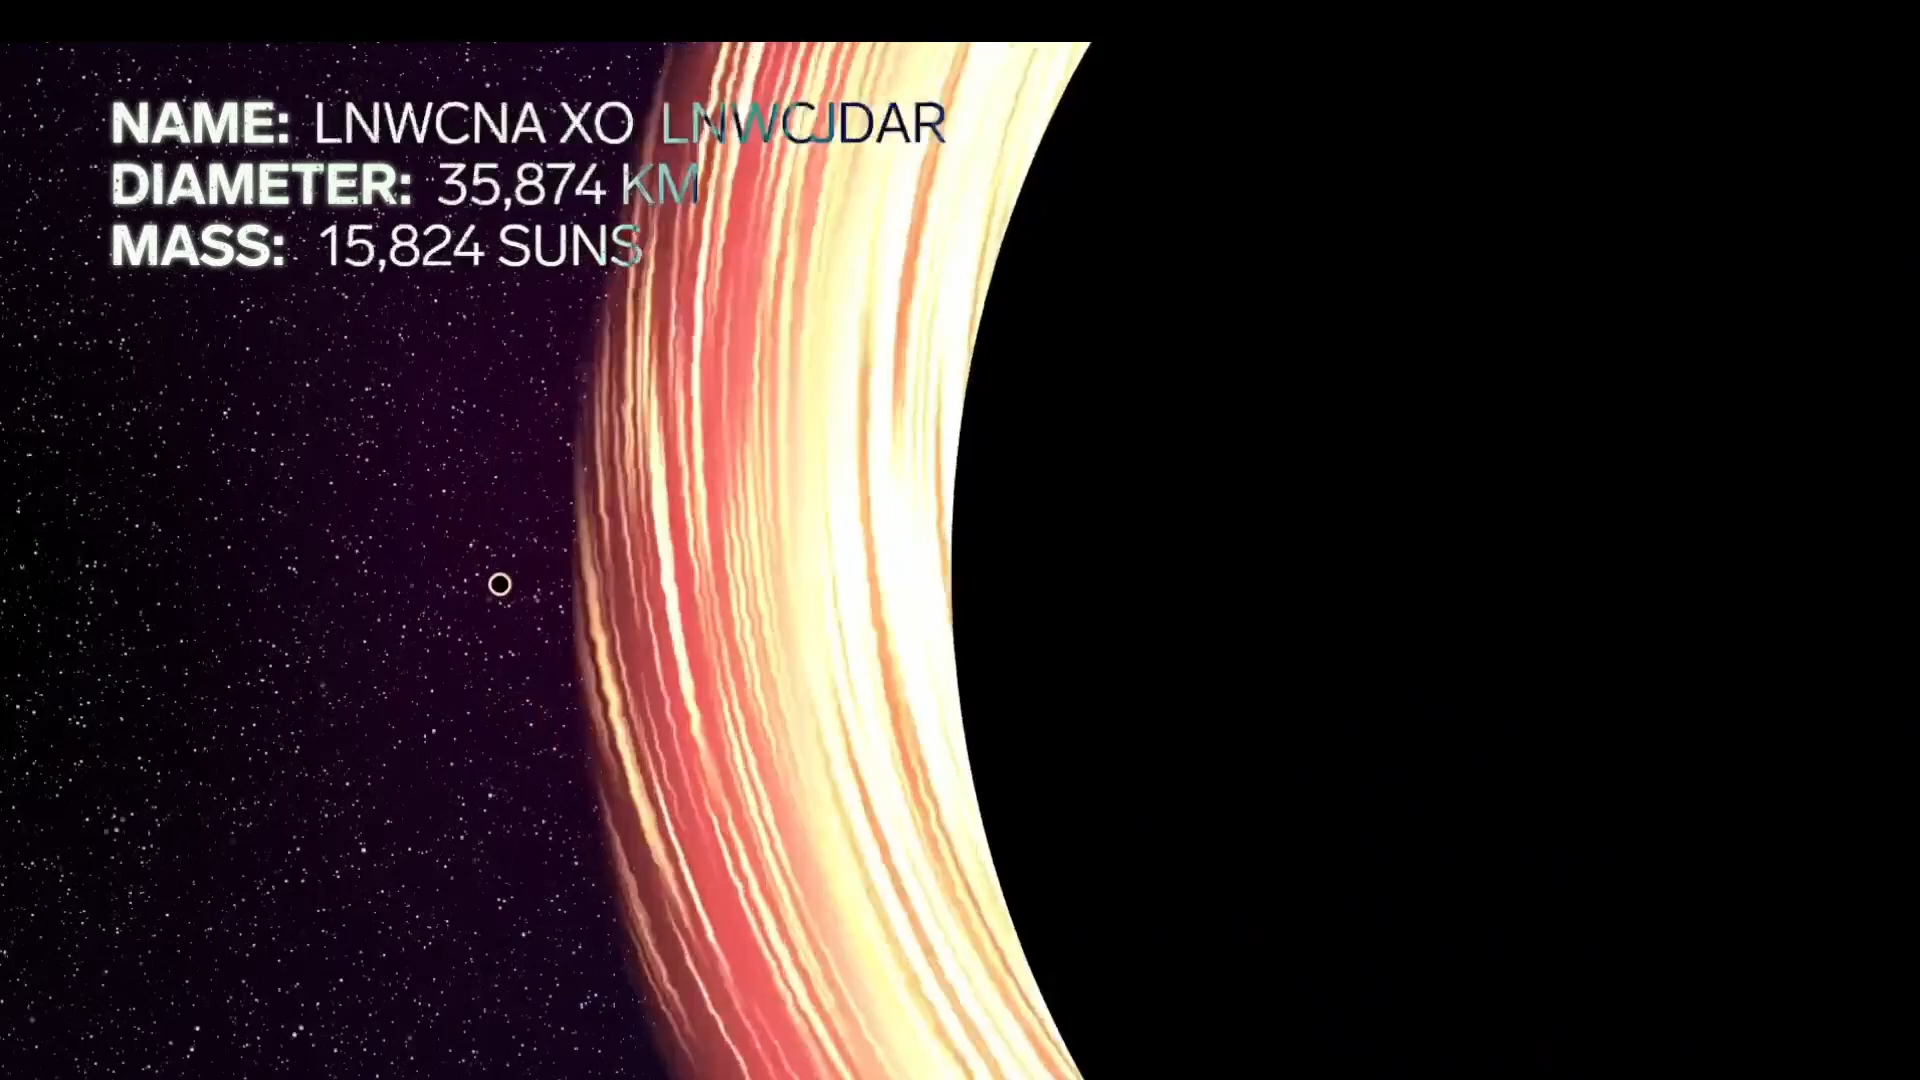 NAME: LNWCNA XO LNWCJDAR
DIAMETER: 35,874 KM
MASS: 15,824 SUNS